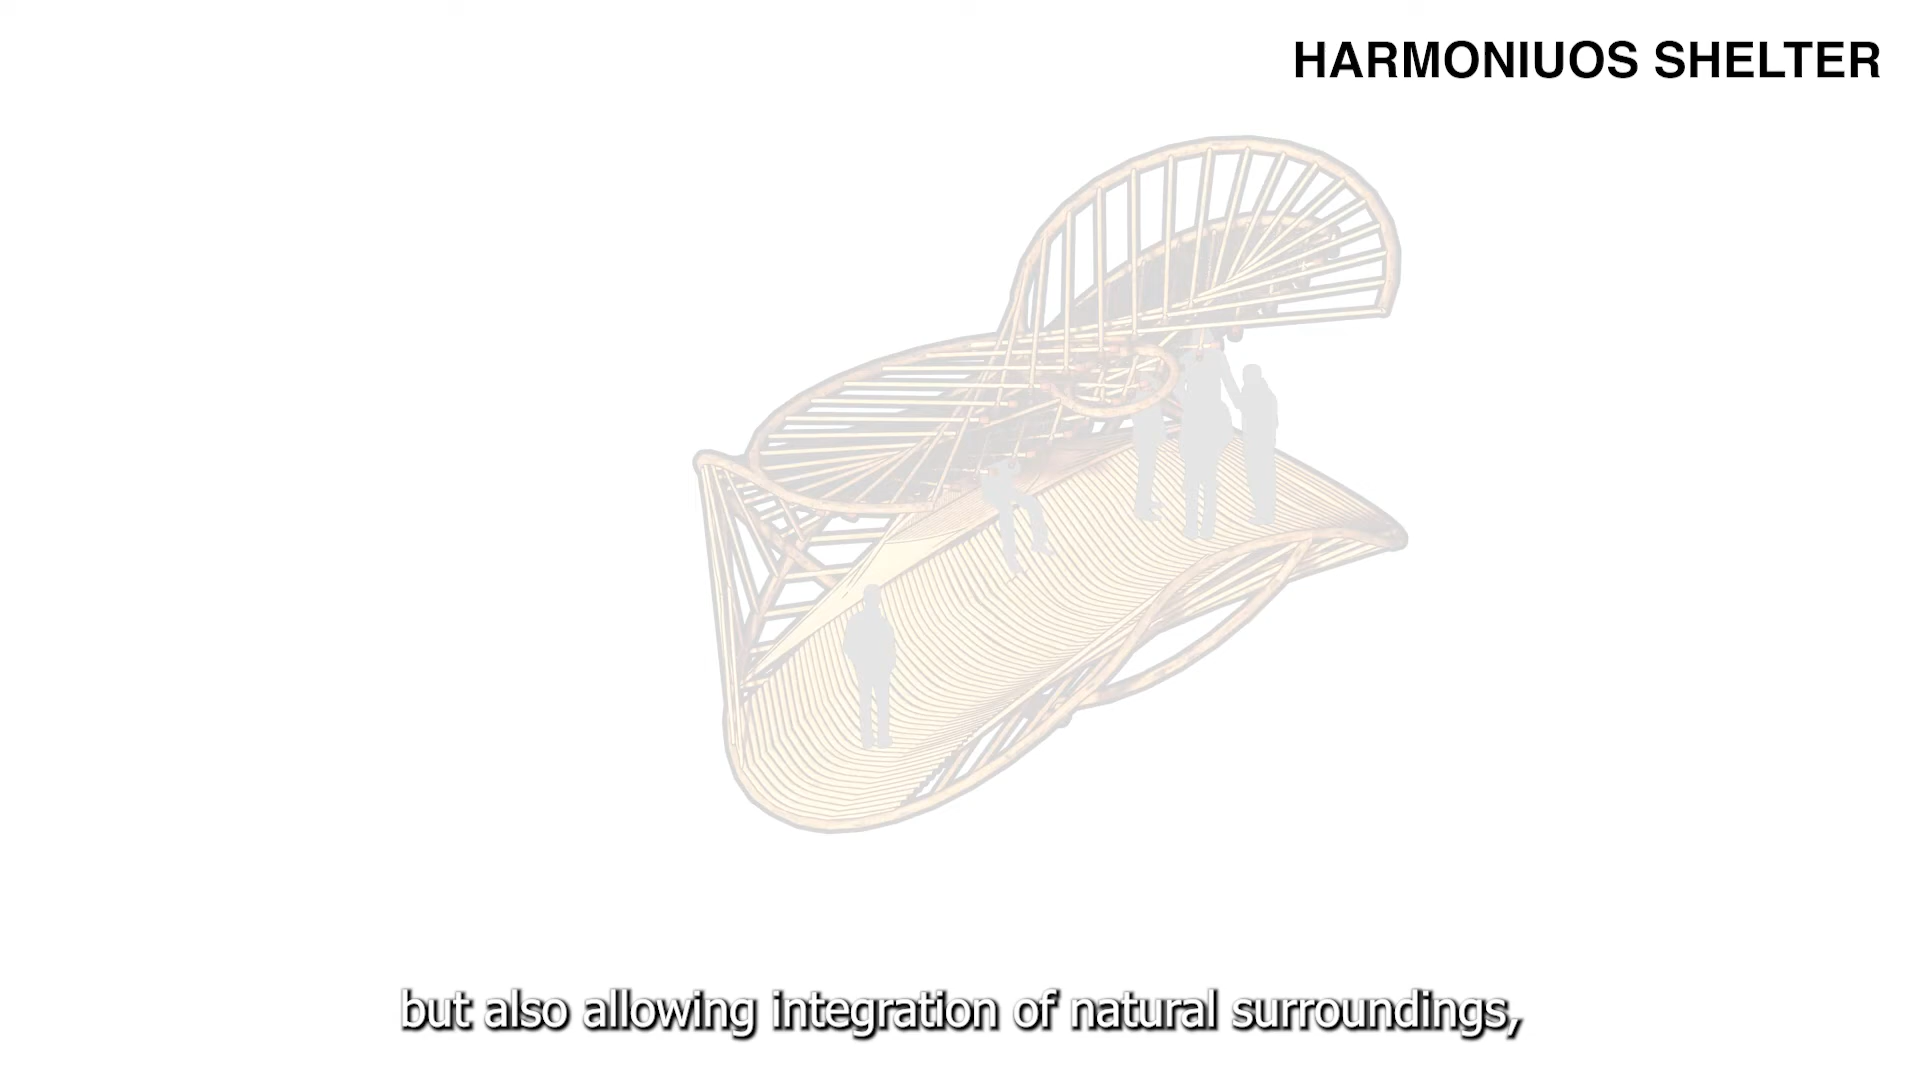 HARMONIUOS SHELTER
but also allowing integration of natural surroundings,